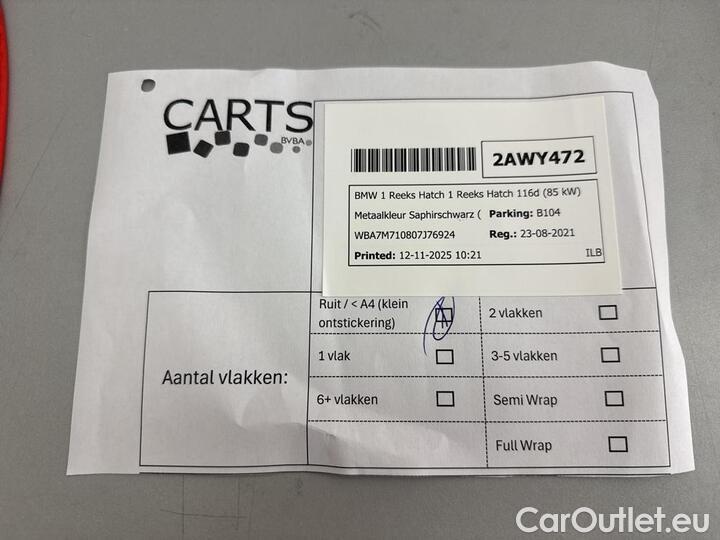 CARTS
BVBA
2AWY472
BMW 1 Reeks Hatch 1 Reeks Hatch 116d (85 kW)
Metaalkleur Saphirschwarz ( Parking: B104
WBA7M710807J76924 Reg.: 23-08-2021
Printed: 12-11-2025 10:21 ILB
Aantal vlakken:
Ruit / < A4 (klein
ontstickering)
2 vlakken
1 vlak
3-5 vlakken
6+ vlakken
Semi Wrap
Full Wrap
CarOutlet.eu